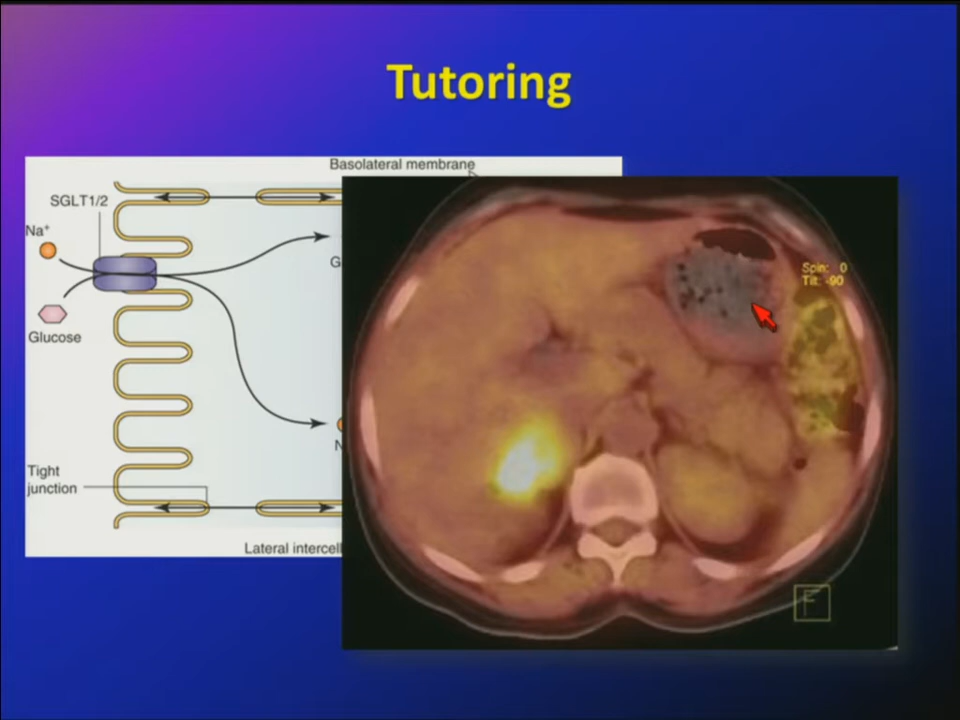 Tutoring
Basolateral membrane
SGLT1/2
Na⁺
G
Glucose
N
Tight
junction
Lateral intercell
Spin: 0
Tilt: -90
F